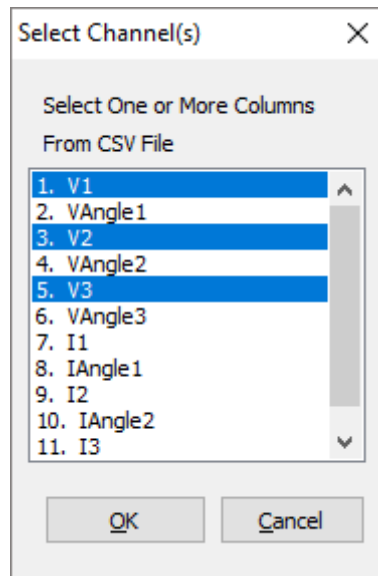 Select Channel(s)
Select One or More Columns
From CSV File
1. V1
2. VAngle1
3. V2
4. VAngle2
5. V3
6. VAngle3
7. I1
8. IAngle1
9. I2
10. IAngle2
11. I3
OK
Cancel